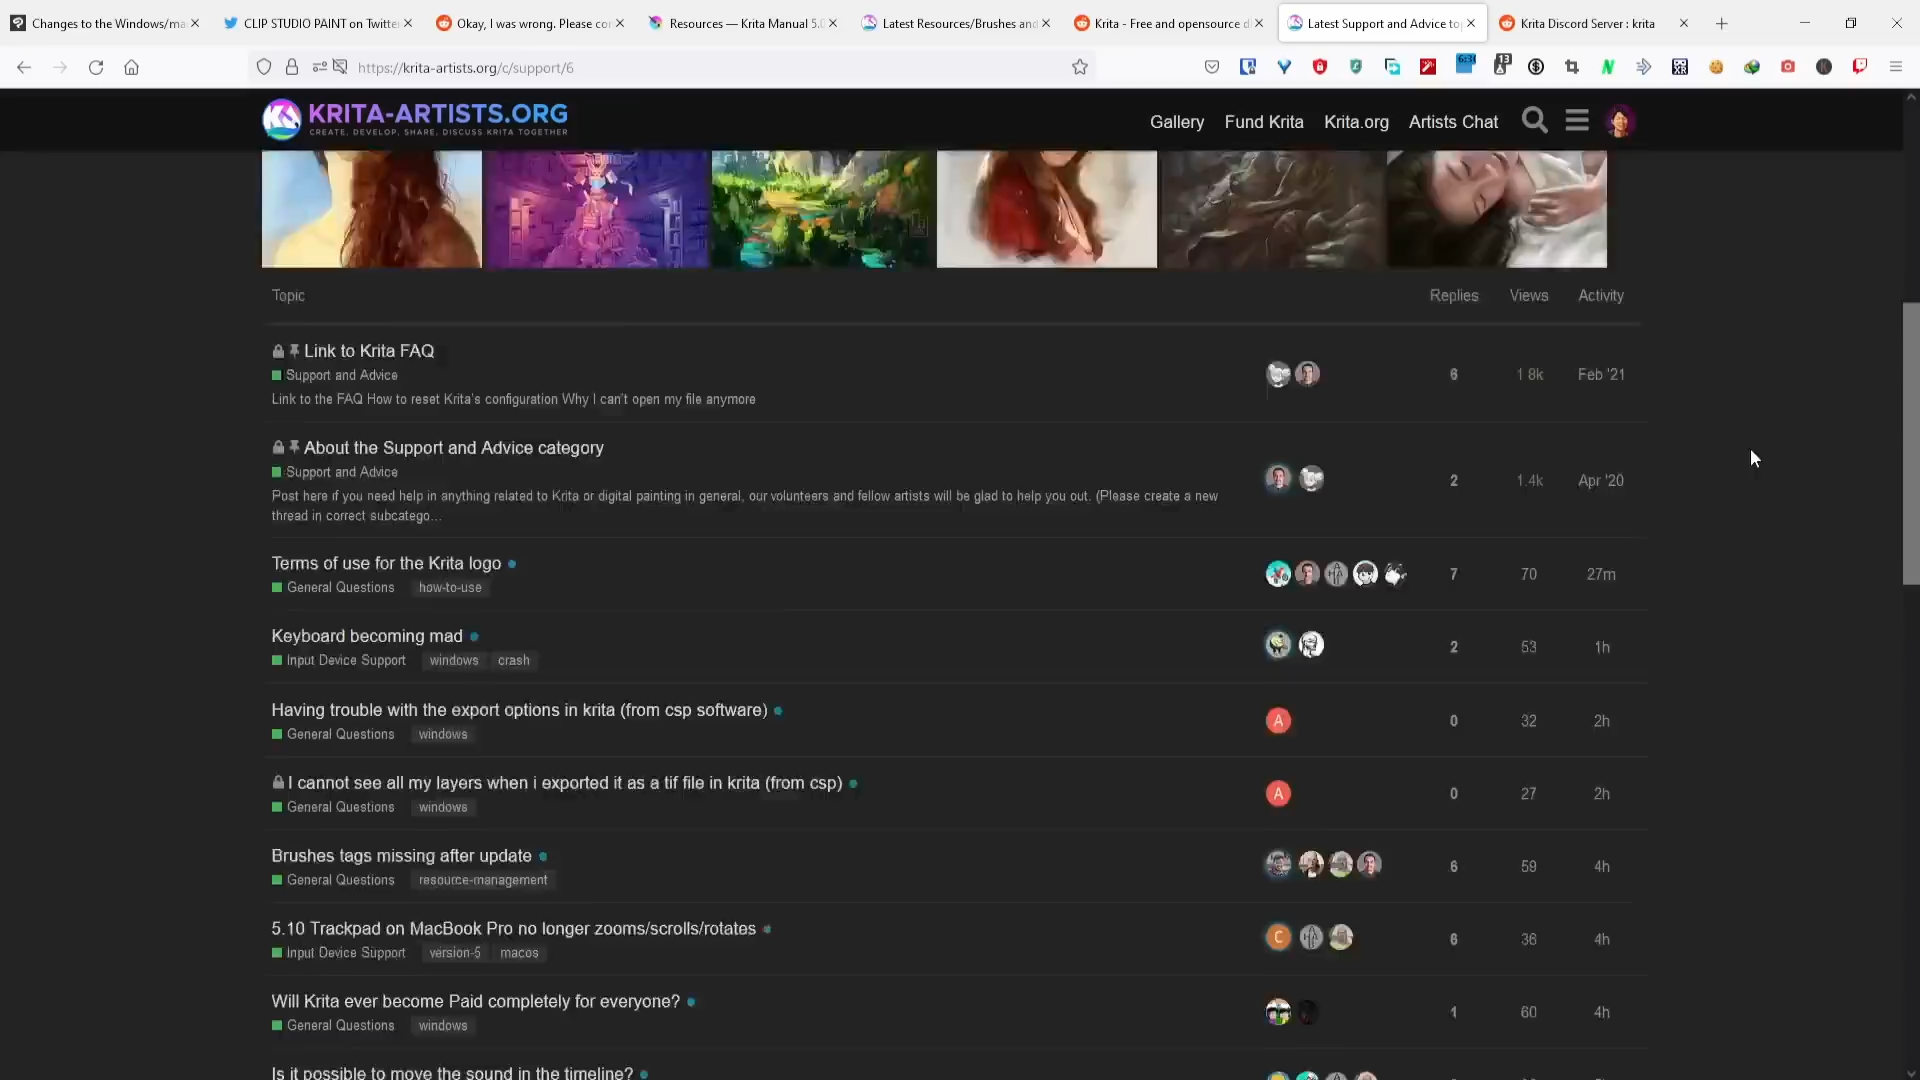 Changes to the Windows/ma
CLIP STUDIO PAINT on Twitter
Okay, I was wrong. Please co
Resources — Krita Manual 5.
Latest Resources/Brushes and
Krita - Free and opensource d
Latest Support and Advice to
Krita Discord Server : krita
https://krita-artists.org/c/support/6
13
KRITA-ARTISTS.ORG
CREATE, DEVELOP, SHARE, DISCUSS KRITA TOGETHER
Gallery
Fund Krita
Krita.org
Artists Chat
Topic
Replies
Views
Activity
Link to Krita FAQ
Support and Advice
Link to the FAQ How to reset Krita's configuration Why I can't open my file anymore
6
1.8k
Feb '21
About the Support and Advice category
Support and Advice
Post here if you need help in anything related to Krita or digital painting in general, our volunteers and fellow artists will be glad to help you out. (Please create a new
thread in correct subcatego...
2
1.4k
Apr '20
Terms of use for the Krita logo
General Questions
how-to-use
7
70
27m
Keyboard becoming mad
Input Device Support
windows
crash
2
53
1h
Having trouble with the export options in krita (from csp software)
General Questions
windows
A
0
32
2h
I cannot see all my layers when i exported it as a tif file in krita (from csp)
General Questions
windows
A
0
27
2h
Brushes tags missing after update
General Questions
resource-management
6
59
4h
5.10 Trackpad on MacBook Pro no longer zooms/scrolls/rotates
Input Device Support
version-5
macos
C
6
36
4h
Will Krita ever become Paid completely for everyone?
General Questions
windows
1
60
4h
Is it possible to move the sound in the timeline?